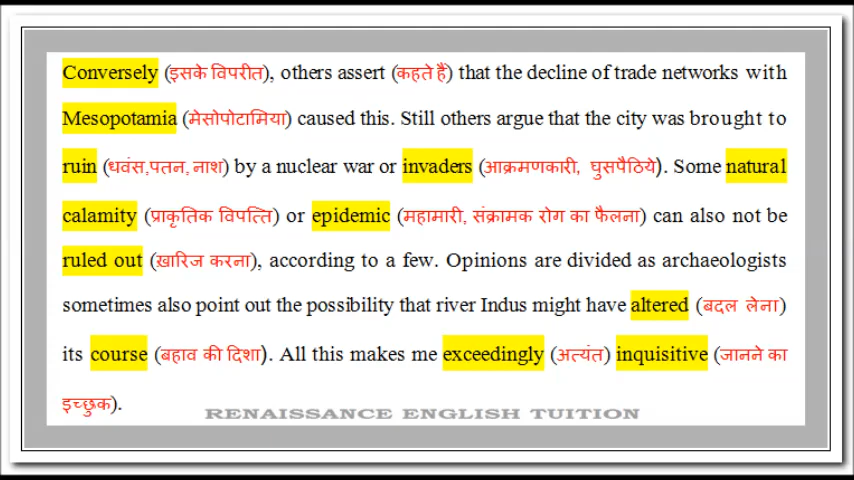 Conversely (इसके विपरीत), others assert (कहते हैं) that the decline of trade networks with
Mesopotamia (मेसोपोटामिया) caused this. Still others argue that the city was brought to
ruin (धवंस,पतन, नाश) by a nuclear war or invaders (आक्रमणकारी, घुसपैठिये). Some natural
calamity (प्राकृतिक विपत्ति) or epidemic (महामारी, संक्रामक रोग का फैलना) can also not be
ruled out (ख़ारिज करना), according to a few. Opinions are divided as archaeologists
sometimes also point out the possibility that river Indus might have altered (बदल लेना)
its course (बहाव की दिशा). All this makes me exceedingly (अत्यंत) inquisitive (जानने का
इच्छुक).
RENAISSANCE ENGLISH TUITION